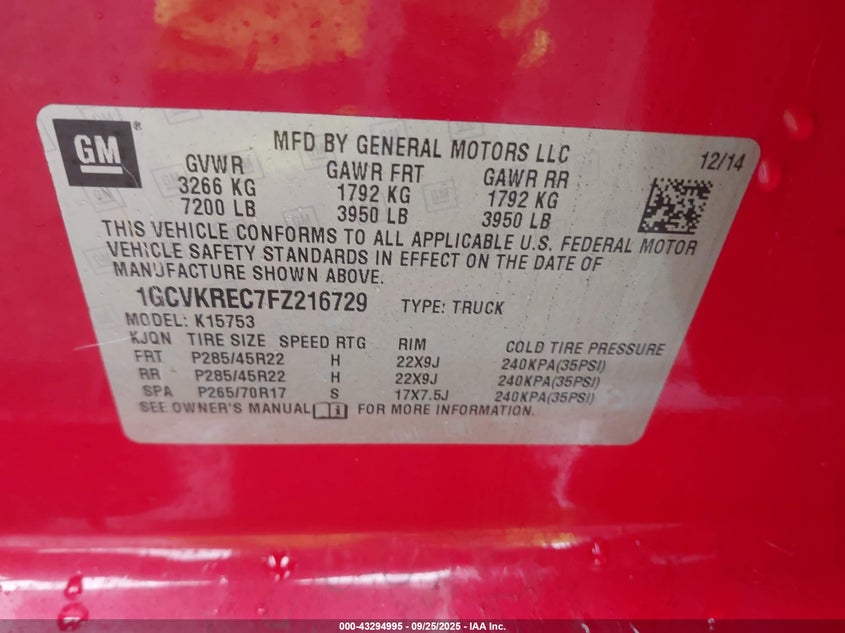 GM ®
MFD BY GENERAL MOTORS LLC
12/14
GVWR GAWR FRT GAWR RR
3266 KG 1792 KG 1792 KG
7200 LB 3950 LB 3950 LB
THIS VEHICLE CONFORMS TO ALL APPLICABLE U.S. FEDERAL MOTOR
VEHICLE SAFETY STANDARDS IN EFFECT ON THE DATE OF
MANUFACTURE SHOWN ABOVE.
1GCVKREC7FZ216729 TYPE: TRUCK
MODEL: K15753
KJQN TIRE SIZE SPEED RTG RIM COLD TIRE PRESSURE
FRT P285/45R22 H 22X9J 240KPA(35PSI)
RR P285/45R22 H 22X9J 240KPA(35PSI)
SPA P265/70R17 S 17X7.5J 240KPA(35PSI)
SEE OWNER'S MANUAL FOR MORE INFORMATION.
000-43294995 - 09/25/2025 - IAA Inc.